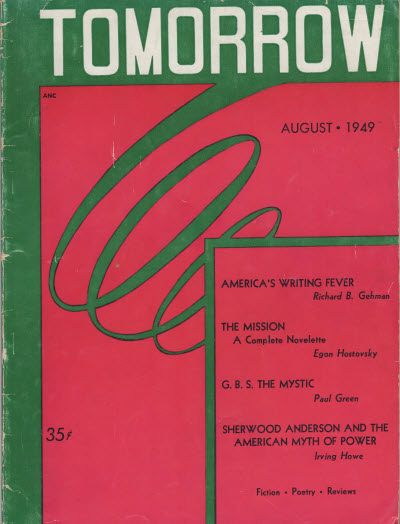 TOMORROW
ANC
AUGUST • 1949
AMERICA'S WRITING FEVER
Richard B. Gehman
THE MISSION
A Complete Novelette
Egon Hostovsky
G. B. S. THE MYSTIC
Paul Green
SHERWOOD ANDERSON AND THE
AMERICAN MYTH OF POWER
Irving Howe
35¢
Fiction • Poetry • Reviews